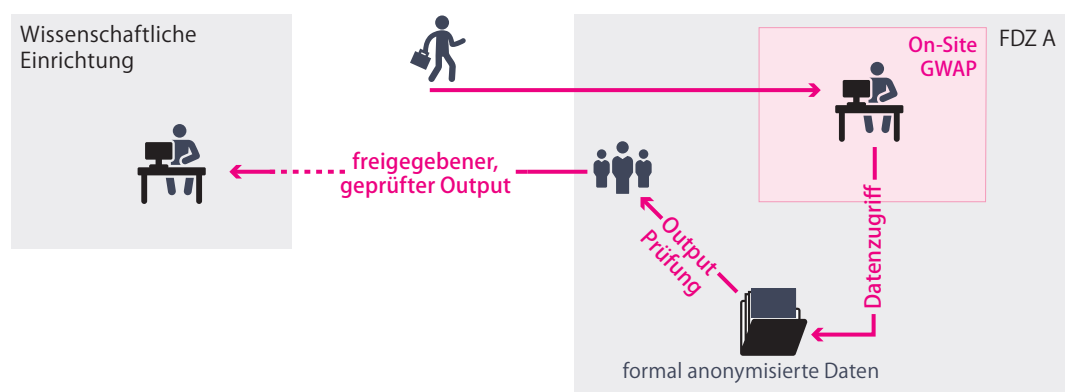 Wissenschaftliche
Einrichtung
On-Site
GWAP
FDZ A
freigegebener,
geprüfter Output
Output
Prüfung
Datenzugriff
formal anonymisierte Daten